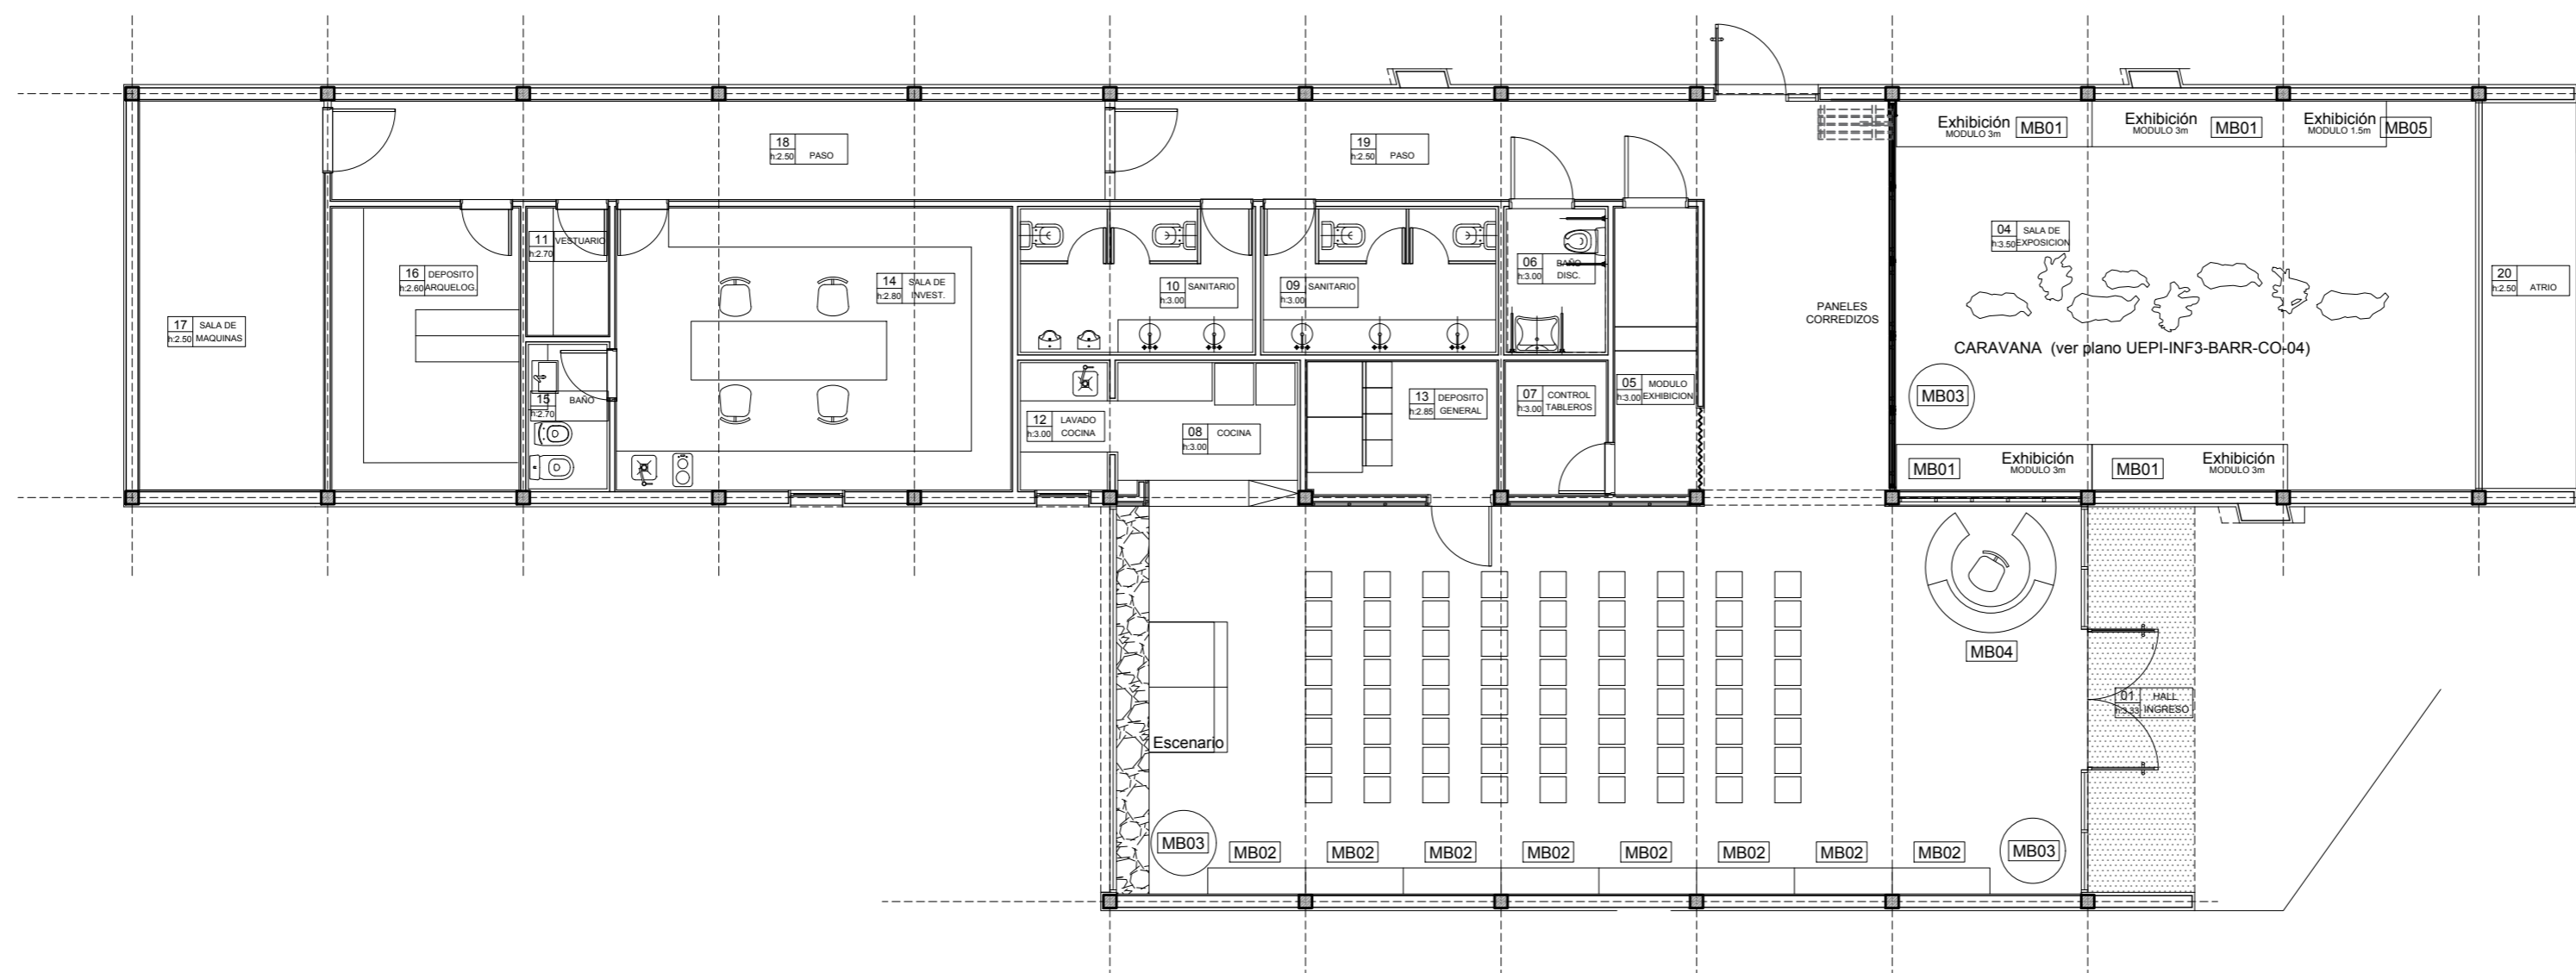 Exhibición
MODULO 3m
MB01
Exhibición
MODULO 3m
MB01
Exhibición
MODULO 1.5m
MB05
18
h:2.50
PASO
19
h:2.50
PASO
04
h:3.50
SALA DE
EXPOSICION
11
h:2.70
VESTUARIO
16
h:2.60
DEPOSITO
ARQUELOG.
14
h:2.80
SALA DE
INVEST.
10
h:3.00
SANITARIO
09
h:3.00
SANITARIO
06
h:3.00
BAÑO
DISC.
20
h:2.50
ATRIO
17
h:2.50
SALA DE
MAQUINAS
PANELES
CORREDIZOS
CARAVANA (ver plano UEPI-INF3-BARR-CO-04)
15
h:2.70
BAÑO
12
h:3.00
LAVADO
COCINA
08
h:3.00
COCINA
13
h:2.85
DEPOSITO
GENERAL
07
h:3.00
CONTROL
TABLEROS
05
h:3.00
MODULO
EXHIBICION
MB03
MB01
Exhibición
MODULO 3m
MB01
Exhibición
MODULO 3m
MB04
01
h:3.33
HALL
INGRESO
Escenario
MB03
MB02
MB02
MB02
MB02
MB02
MB02
MB02
MB02
MB03